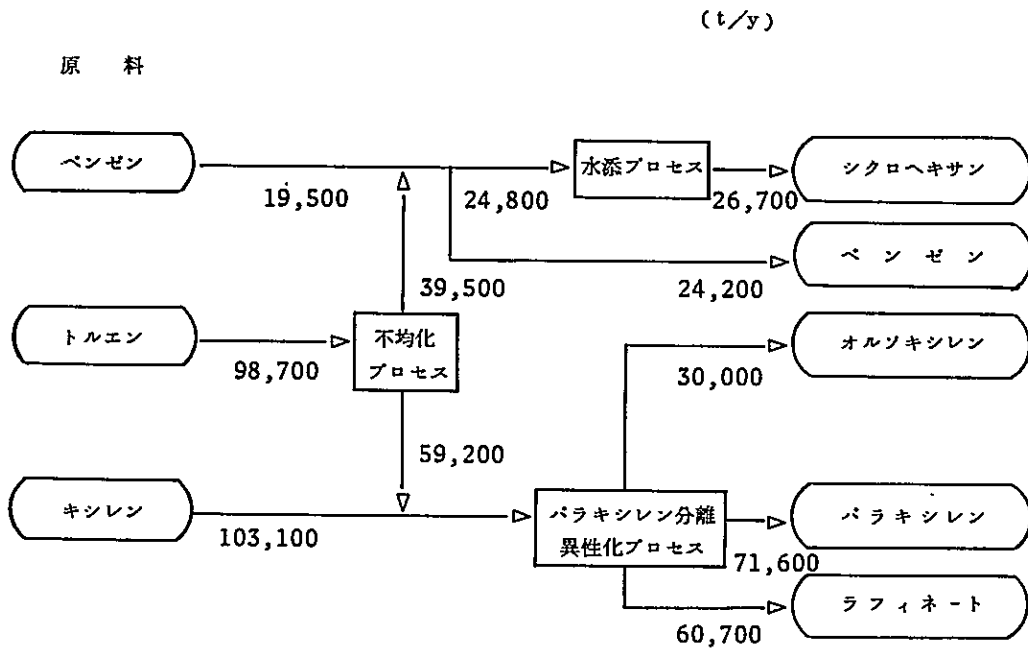 (t/y)
原 料
ベンゼン
19,500
24,800
水添プロセス
26,700
シクロヘキサン
39,500
24,200
ベンゼン
トルエン
98,700
不均化
プロセス
30,000
オルソキシレン
59,200
キシレン
103,100
パラキシレン分離
異性化プロセス
71,600
パラキシレン
60,700
ラフィネート